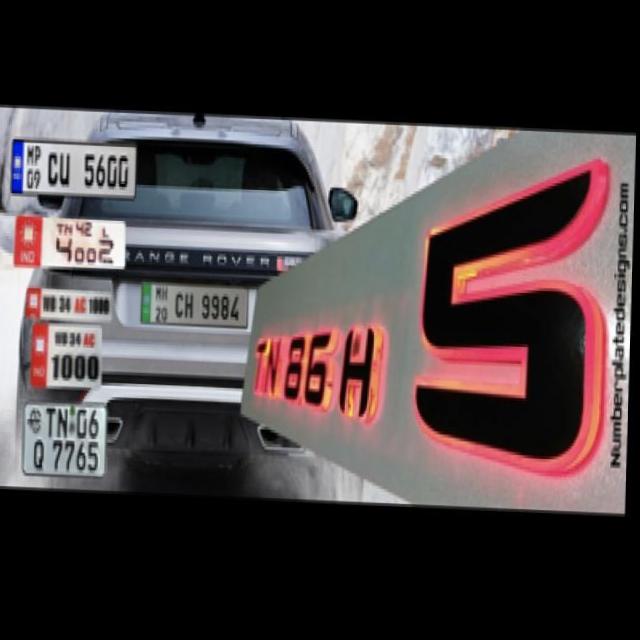 MP
09 CU 5600
TN 42 L
4002
IND
RANGE ROVER
MH
20 CH 9984
WB 34 AC 1000
WB 34 AC
1000
IND
TN 06
Q 7765
TN 86 H 5
Numberplatedesigns.com